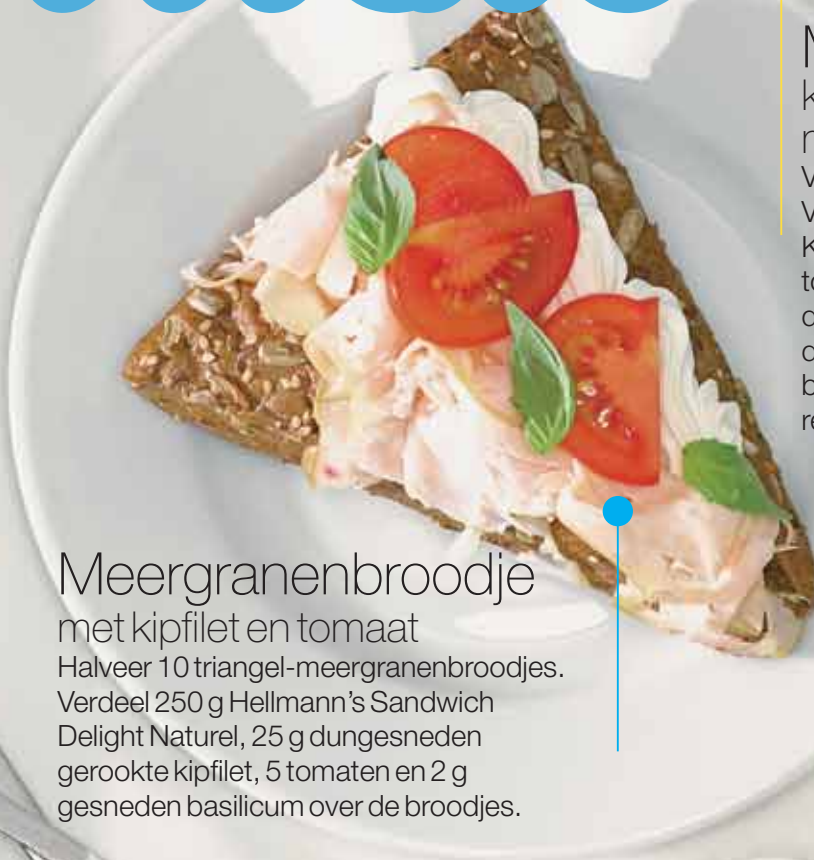 Meergranenbroodje
met kipfilet en tomaat
Halveer 10 triangel-meergranenbroodjes.
Verdeel 250 g Hellmann's Sandwich
Delight Naturel, 25 g dungesneden
gerookte kipfilet, 5 tomaten en 2 g
gesneden basilicum over de broodjes.